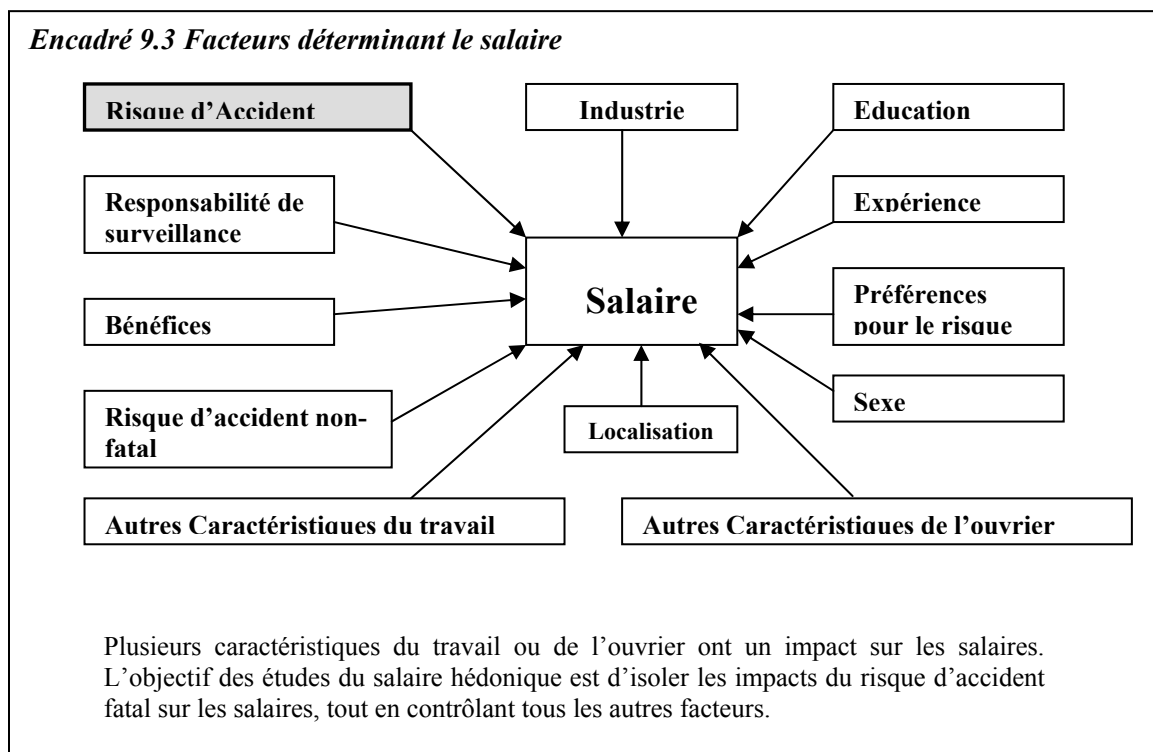 Encadré 9.3 Facteurs déterminant le salaire
Risque d’Accident
Industrie
Education
Responsabilité de
surveillance
Expérience
Salaire
Bénéfices
Préférences
pour le risque
Risque d’accident non-
fatal
Localisation
Sexe
Autres Caractéristiques du travail
Autres Caractéristiques de l’ouvrier
Plusieurs caractéristiques du travail ou de l’ouvrier ont un impact sur les salaires.
L’objectif des études du salaire hédonique est d’isoler les impacts du risque d’accident
fatal sur les salaires, tout en contrôlant tous les autres facteurs.